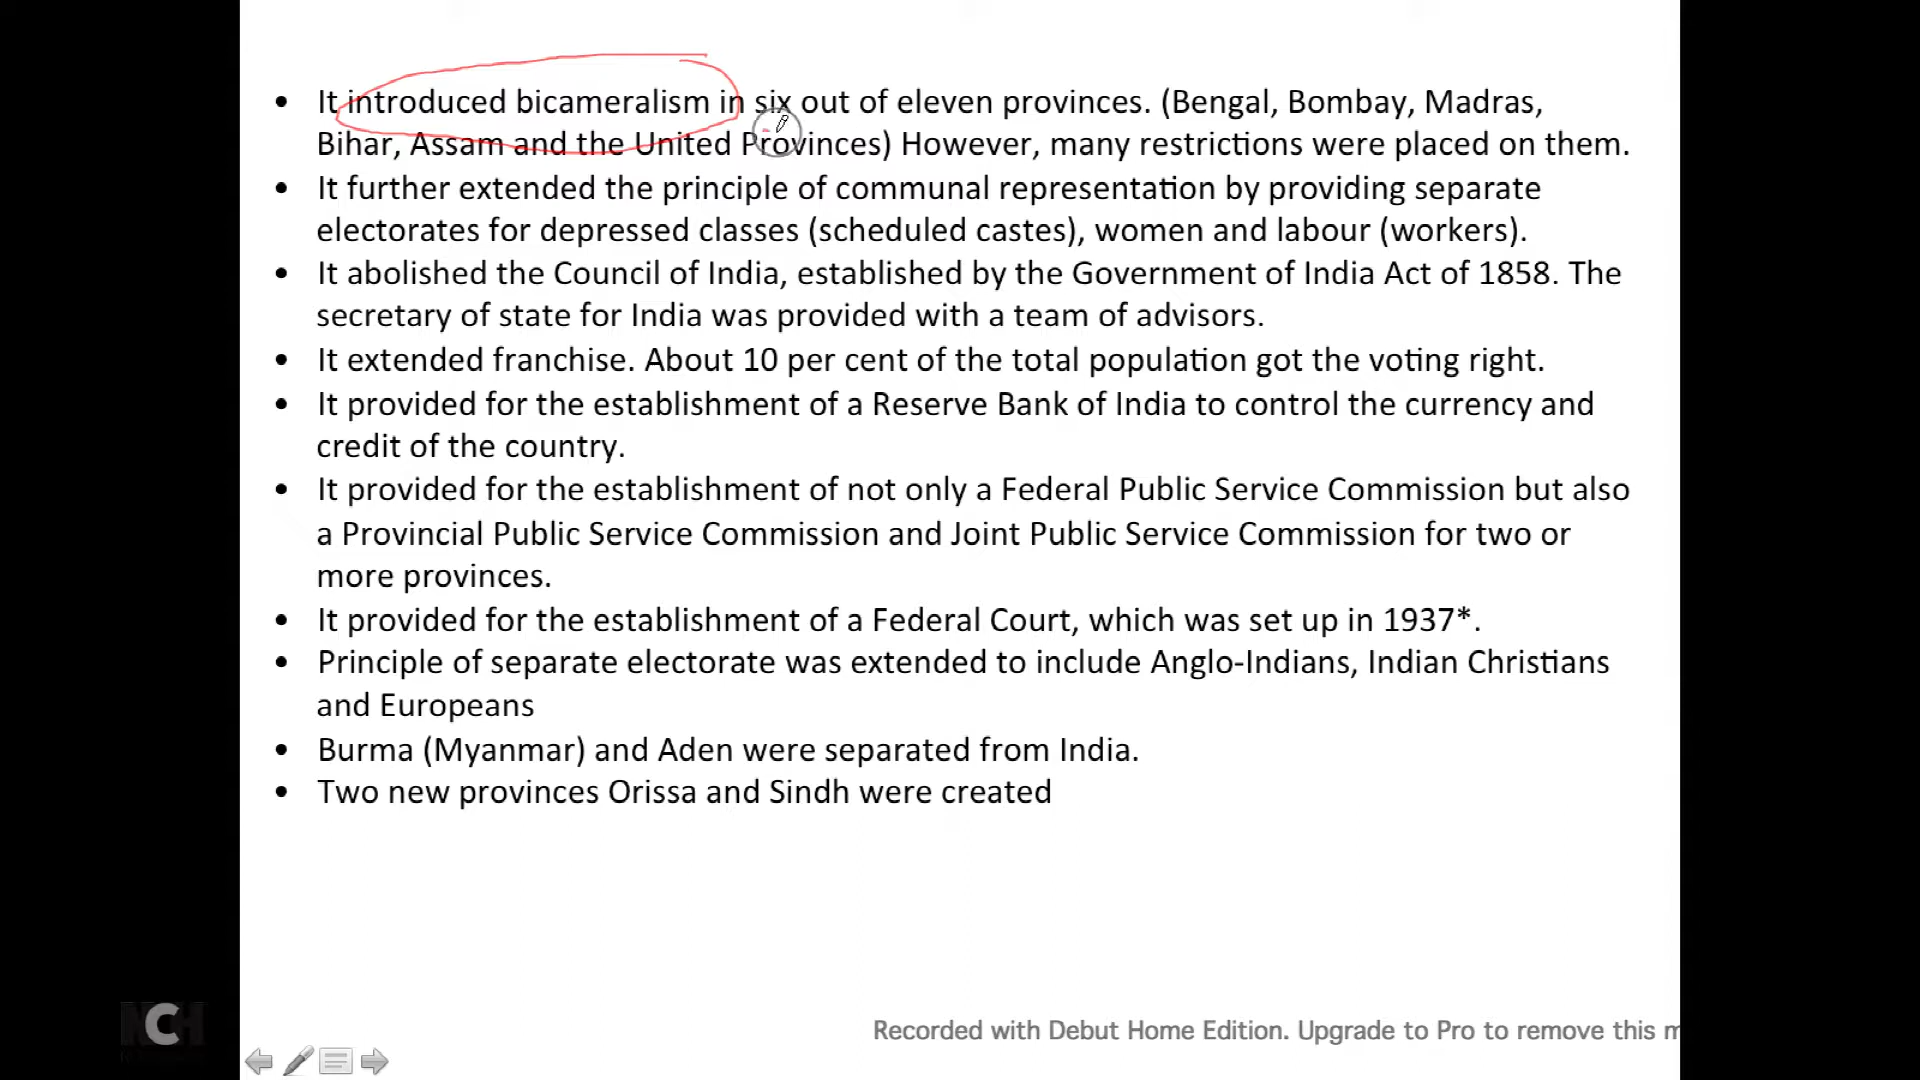 • It introduced bicameralism in six out of eleven provinces. (Bengal, Bombay, Madras,
Bihar, Assam and the United Provinces) However, many restrictions were placed on them.
• It further extended the principle of communal representation by providing separate
electorates for depressed classes (scheduled castes), women and labour (workers).
• It abolished the Council of India, established by the Government of India Act of 1858. The
secretary of state for India was provided with a team of advisors.
• It extended franchise. About 10 per cent of the total population got the voting right.
• It provided for the establishment of a Reserve Bank of India to control the currency and
credit of the country.
• It provided for the establishment of not only a Federal Public Service Commission but also
a Provincial Public Service Commission and Joint Public Service Commission for two or
more provinces.
• It provided for the establishment of a Federal Court, which was set up in 1937*.
• Principle of separate electorate was extended to include Anglo-Indians, Indian Christians
and Europeans
• Burma (Myanmar) and Aden were separated from India.
• Two new provinces Orissa and Sindh were created
NCH
Recorded with Debut Home Edition. Upgrade to Pro to remove this m